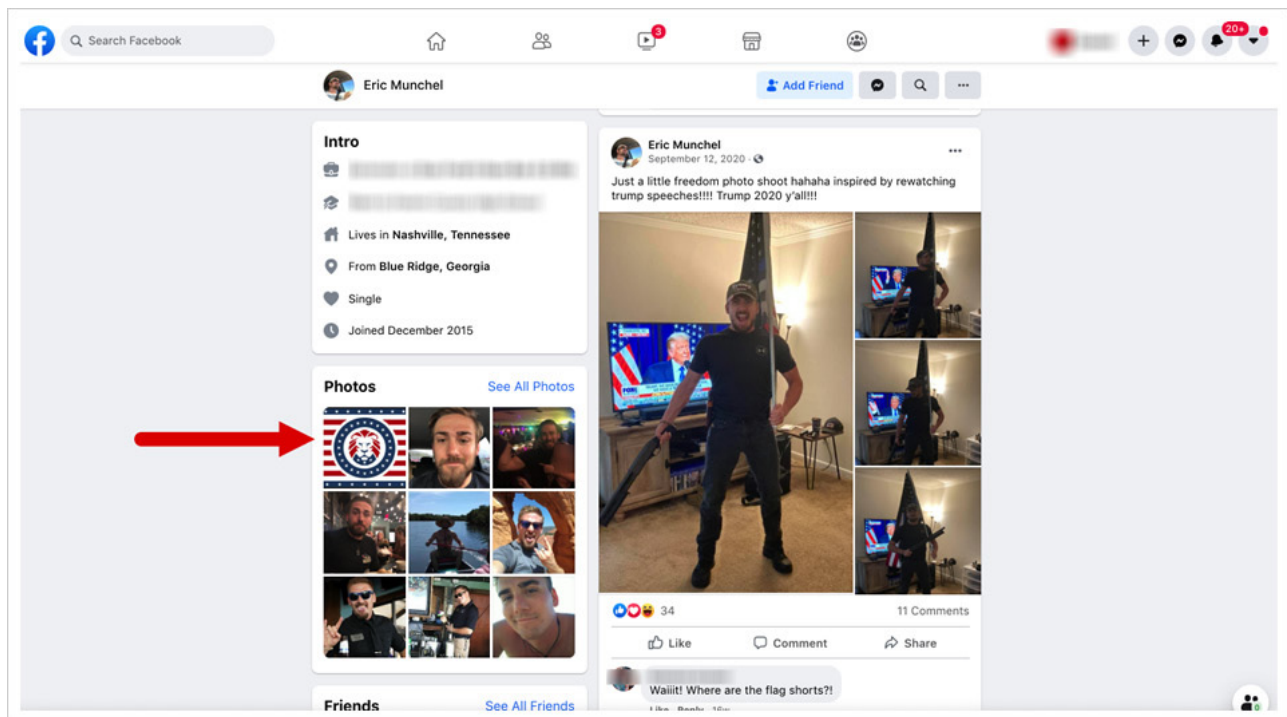 Search Facebook
3
20+
Eric Munchel
Add Friend
Intro
Lives in Nashville, Tennessee
From Blue Ridge, Georgia
Single
Joined December 2015
Photos
See All Photos
Friends
See All Friends
Eric Munchel
September 12, 2020 ·
Just a little freedom photo shoot hahaha inspired by rewatching
trump speeches!!!! Trump 2020 y'all!!!
34
11 Comments
Like
Comment
Share
Waiiit! Where are the flag shorts?!
Like · Reply · 16w